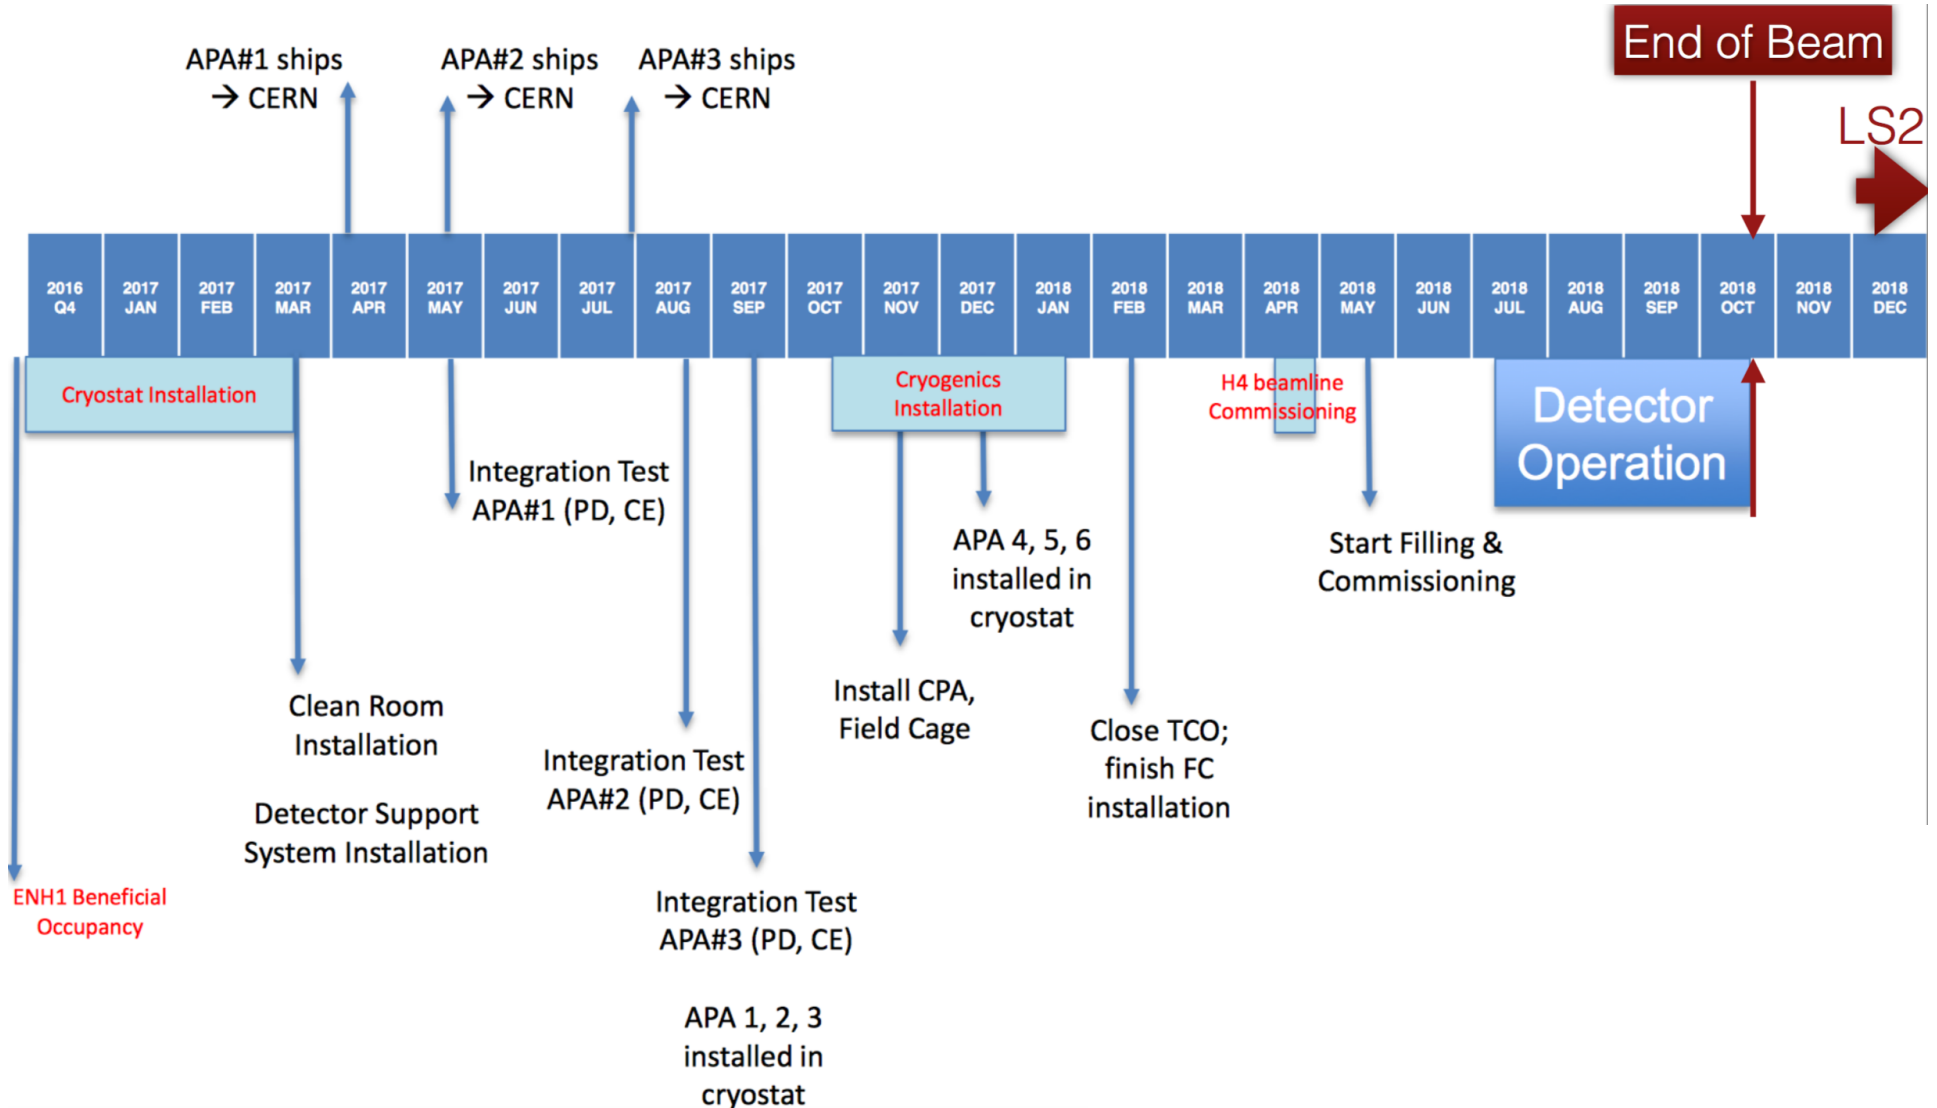 End of Beam
APA#1 ships
→ CERN
APA#2 ships
→ CERN
APA#3 ships
→ CERN
LS2
2016
Q4
2017
JAN
2017
FEB
2017
MAR
2017
APR
2017
MAY
2017
JUN
2017
JUL
2017
AUG
2017
SEP
2017
OCT
2017
NOV
2017
DEC
2018
JAN
2018
FEB
2018
MAR
2018
APR
2018
MAY
2018
JUN
2018
JUL
2018
AUG
2018
SEP
2018
OCT
2018
NOV
2018
DEC
Cryostat Installation
Cryogenics
Installation
H4 beamline
Commissioning
Detector
Operation
Integration Test
APA#1 (PD, CE)
APA 4, 5, 6
installed in
cryostat
Start Filling &
Commissioning
Clean Room
Installation
Detector Support
System Installation
Install CPA,
Field Cage
Close TCO;
finish FC
installation
Integration Test
APA#2 (PD, CE)
ENH1 Beneficial
Occupancy
Integration Test
APA#3 (PD, CE)
APA 1, 2, 3
installed in
cryostat